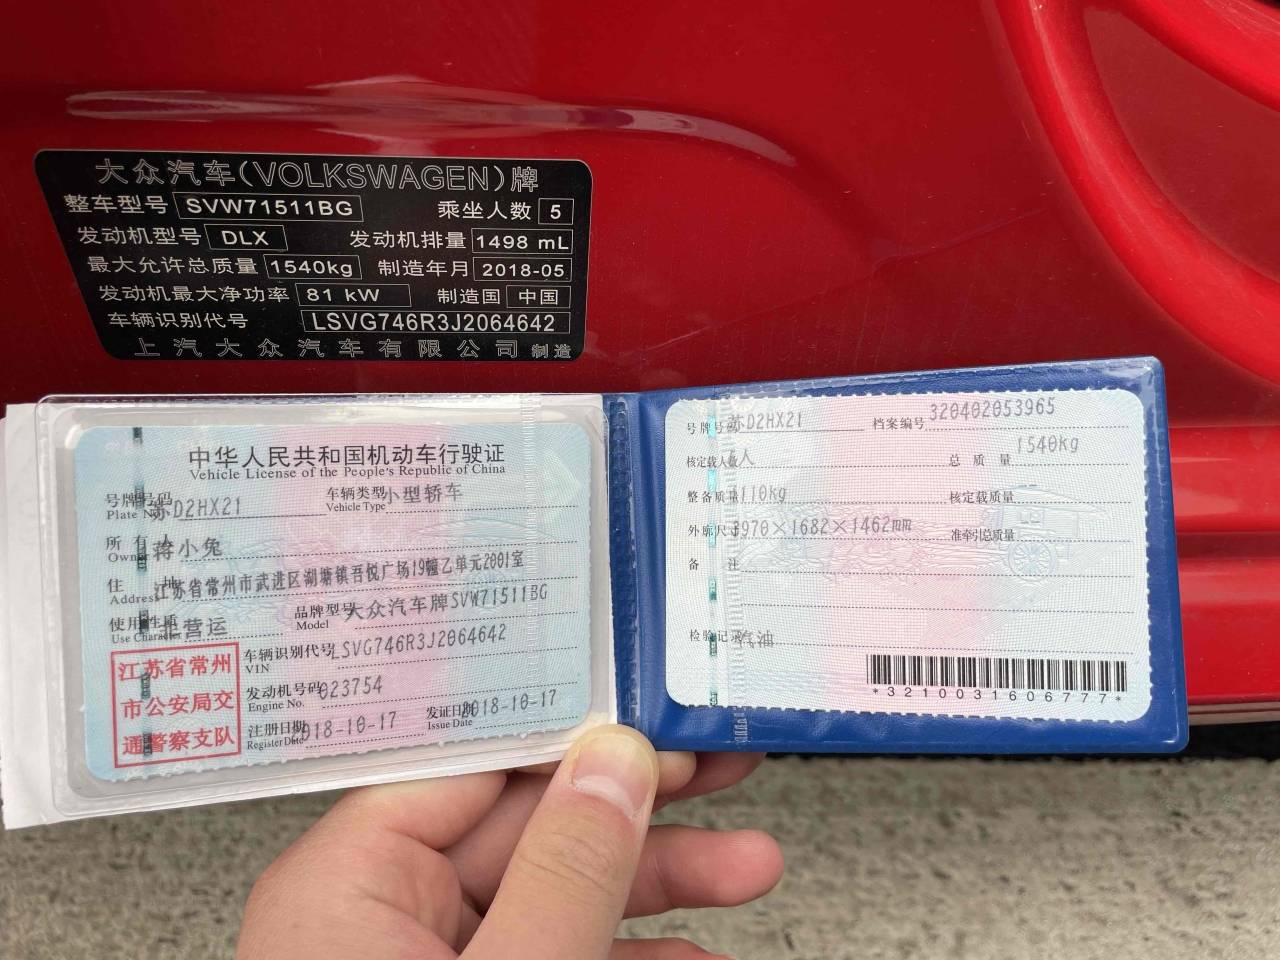 大众汽车(VOLKSWAGEN)牌
整车型号 SVW71511BG 乘坐人数 5
发动机型号 DLX 发动机排量 1498 mL
最大允许总质量 1540kg 制造年月 2018-05
发动机最大净功率 81 kW 制造国 中国
车辆识别代号 LSVG746R3J2064642
上汽大众汽车有限公司 制造
中华人民共和国机动车行驶证
Vehicle License of the People's Republic of China
号牌号码 苏D2HX21 车辆类型 小型轿车
Plate No. Vehicle Type
所有人 蒋小兔
Owner
住址 江苏省常州市武进区湖塘镇吾悦广场19幢乙单元2001室
Address
使用性质 非营运 品牌型号 大众汽车牌SVW71511BG
Use Character Model
江苏省常州
市公安局交
通警察支队
车辆识别代号 LSVG746R3J2064642
VIN
发动机号码 023754
Engine No.
注册日期 2018-10-17 发证日期 2018-10-17
Register Date Issue Date
号牌号码 苏D2HX21 档案编号 320402053965
核定载人数 人 总质量 1540kg
整备质量 1110kg 核定载质量
外廓尺寸 3970×1682×1462mm 准牵引总质量
备注
检验记录 汽油
*3210031606777*